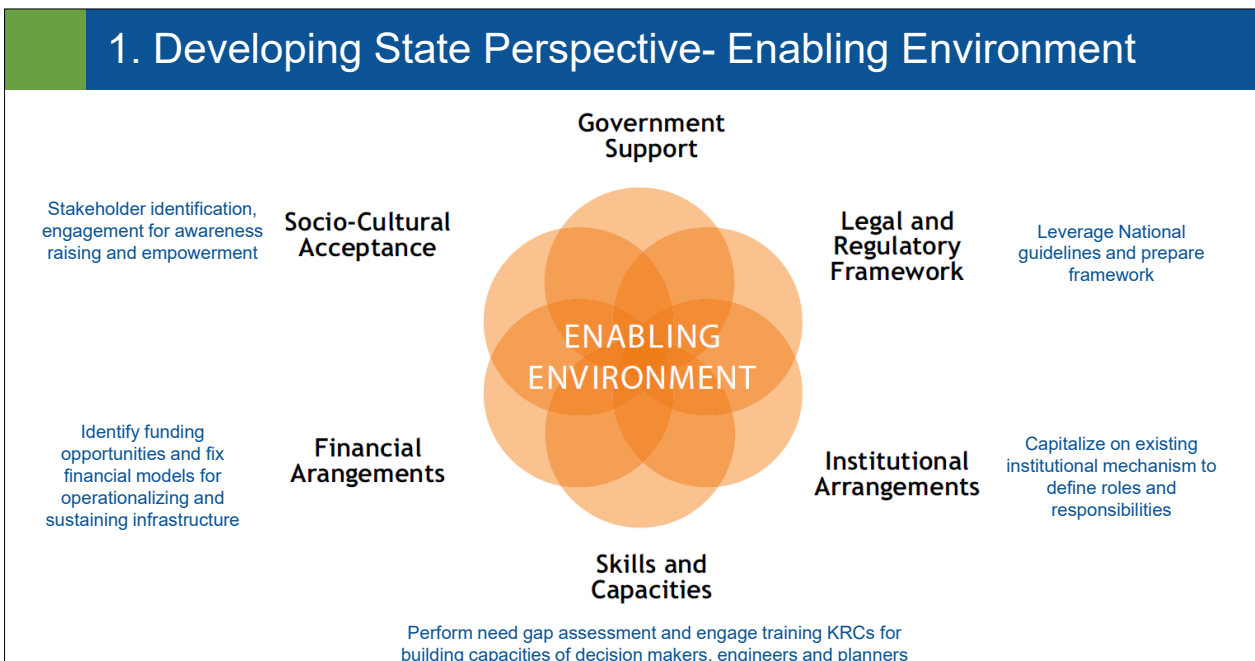 1. Developing State Perspective- Enabling Environment
Government
Support
Stakeholder identification,
engagement for awareness
raising and empowerment
Socio-Cultural
Acceptance
Legal and
Regulatory
Framework
Leverage National
guidelines and prepare
framework
ENABLING
ENVIRONMENT
Identify funding
opportunities and fix
financial models for
operationalizing and
sustaining infrastructure
Financial
Arangements
Institutional
Arrangements
Capitalize on existing
institutional mechanism to
define roles and
responsibilities
Skills and
Capacities
Perform need gap assessment and engage training KRCs for
building capacities of decision makers, engineers and planners